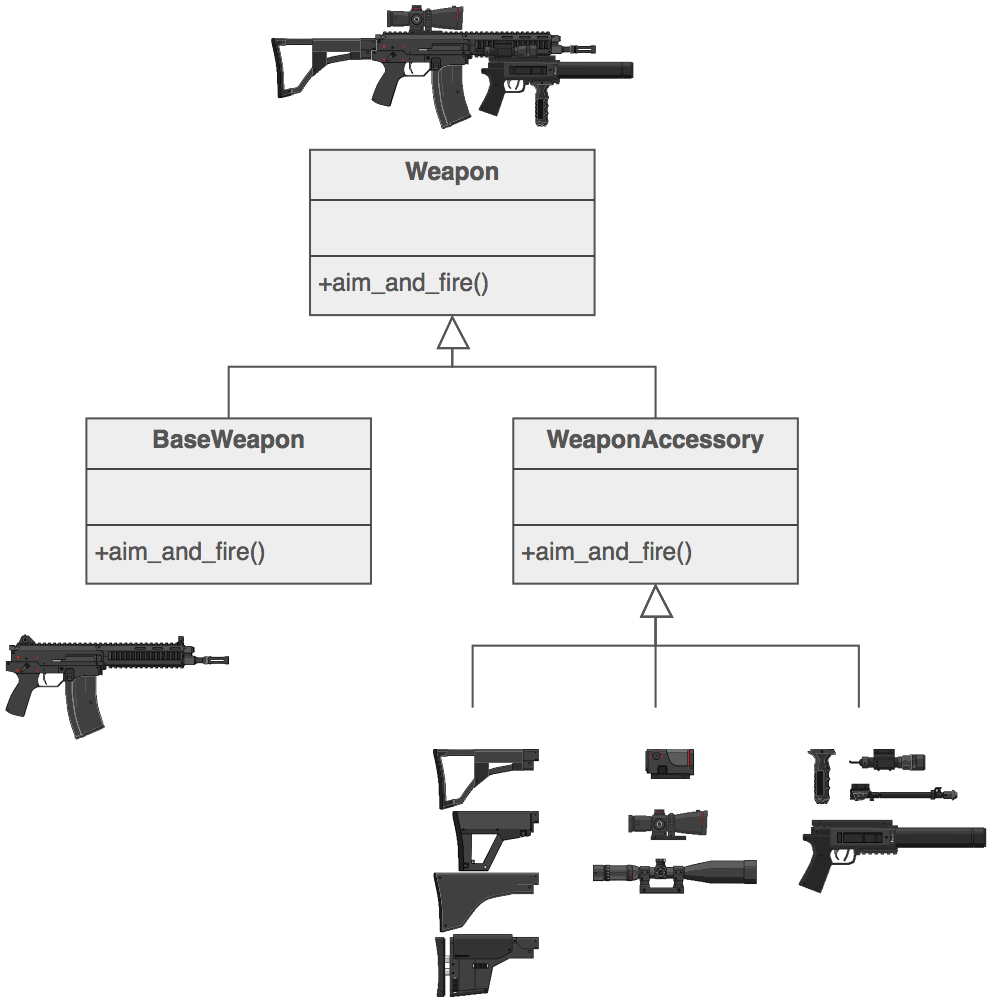 Weapon
+aim_and_fire()
BaseWeapon
WeaponAccessory
+aim_and_fire()
+aim_and_fire()